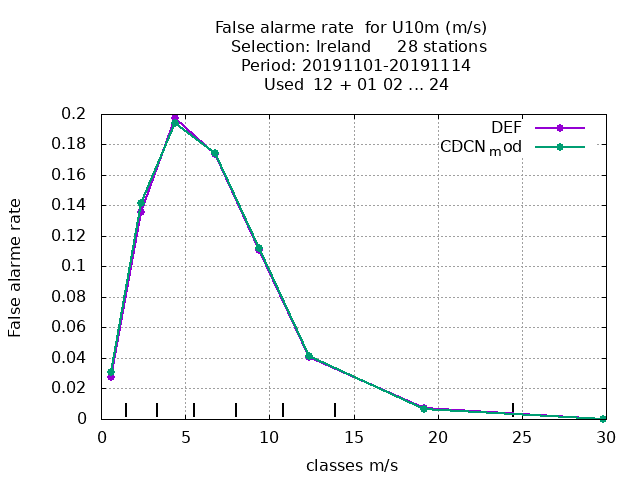 False alarme rate  for U10m (m/s)
Selection: Ireland     28 stations
Period: 20191101-20191114
Used  12 + 01 02 ... 24
DEF
CDCNmod
0.2
0.18
0.16
0.14
0.12
0.1
0.08
0.06
0.04
0.02
0
False alarme rate
0 5 10 15 20 25 30
classes m/s